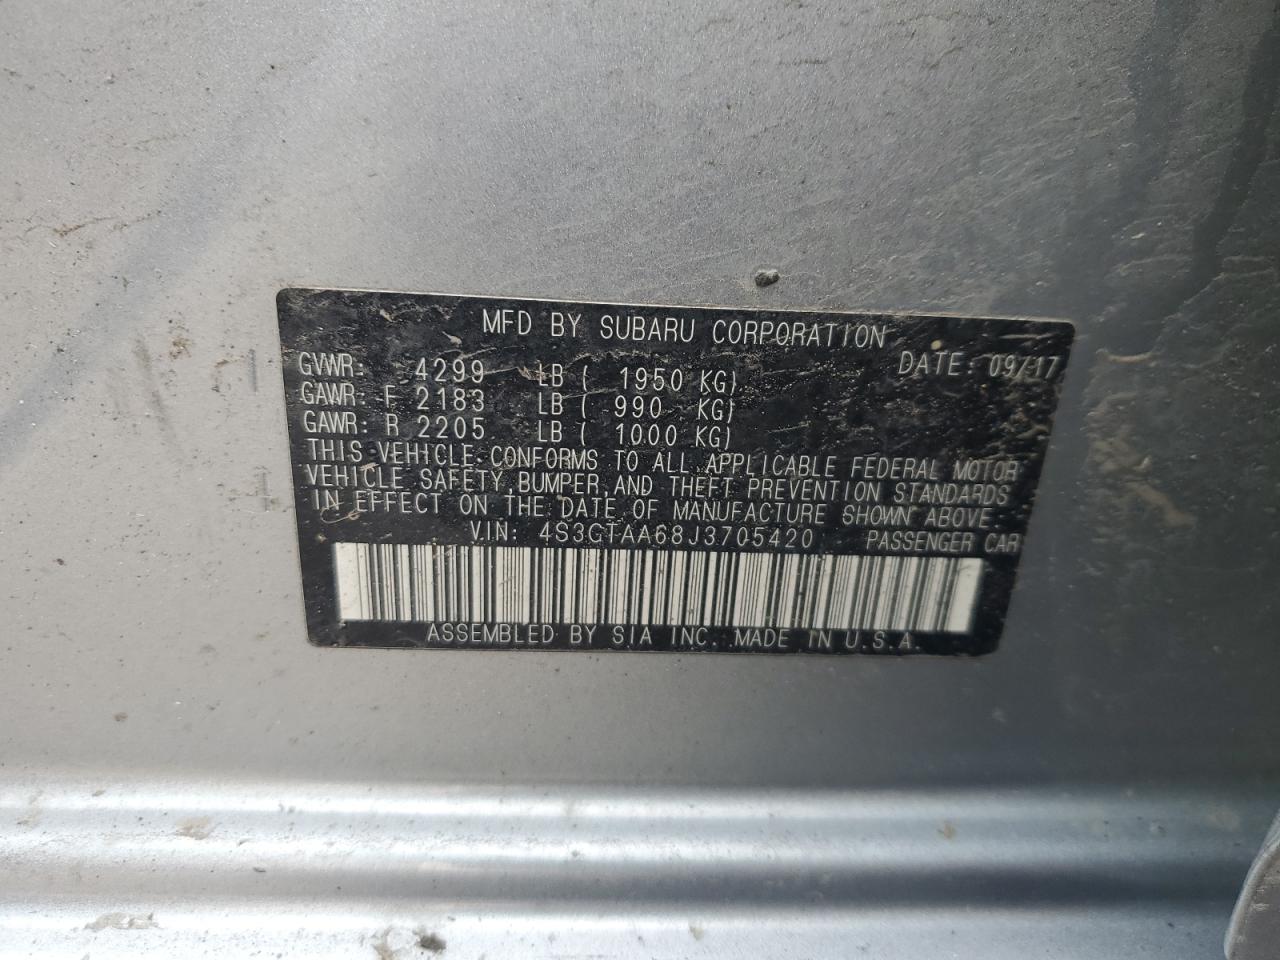 MFD BY SUBARU CORPORATION
GVWR: 4299 LB ( 1950 KG) DATE: 09/17
GAWR: F 2183 LB ( 990 KG)
GAWR: R 2205 LB ( 1000 KG)
THIS VEHICLE CONFORMS TO ALL APPLICABLE FEDERAL MOTOR
VEHICLE SAFETY, BUMPER, AND THEFT PREVENTION STANDARDS
IN EFFECT ON THE DATE OF MANUFACTURE SHOWN ABOVE.
VIN: 4S3GTAA68J3705420 PASSENGER CAR
ASSEMBLED BY SIA INC. MADE IN U.S.A.